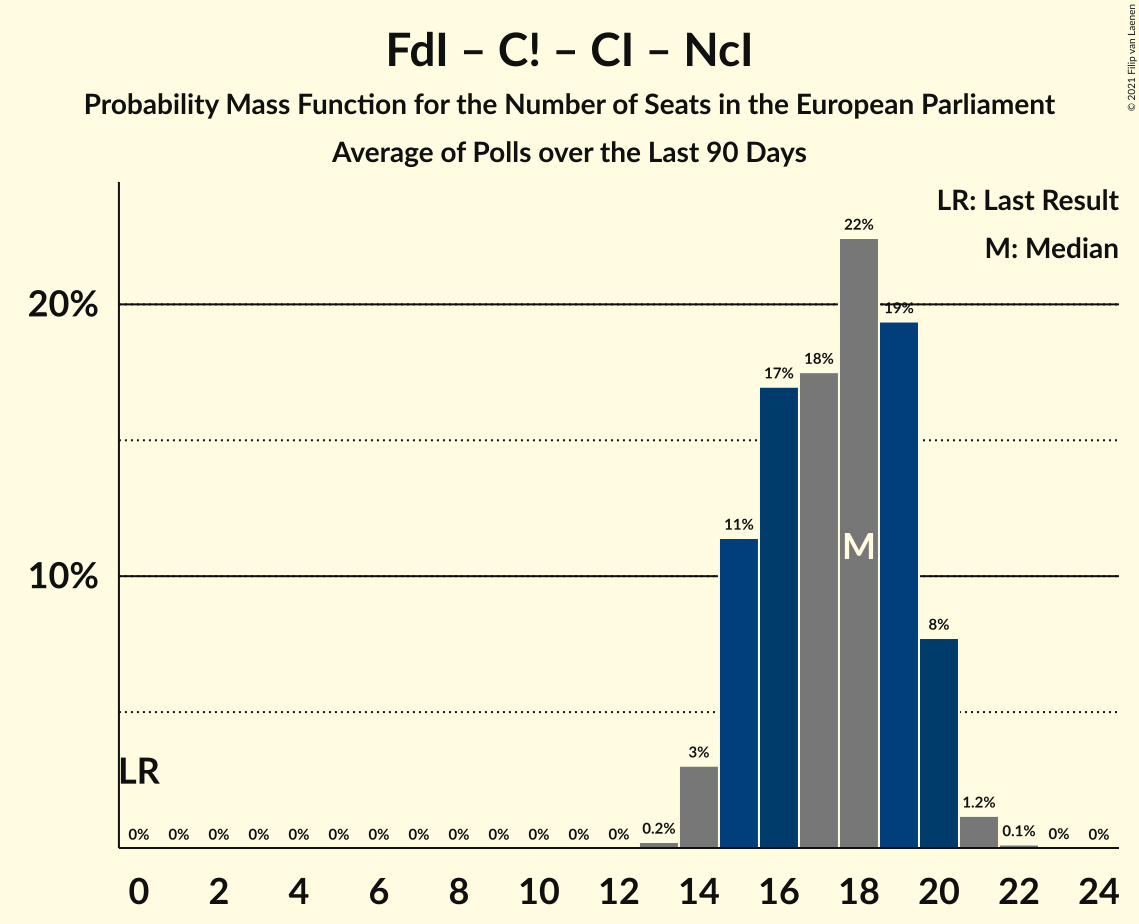 FdI – C! – CI – NcI
Probability Mass Function for the Number of Seats in the European Parliament
Average of Polls over the Last 90 Days
© 2021 Filip van Laenen
LR: Last Result
M: Median
22%
20%
19%
18%
17%
11%
M
10%
8%
3%
LR
1.2%
0% 0% 0% 0% 0% 0% 0% 0% 0% 0% 0% 0% 0% 0.2% 0.1% 0% 0%
0 2 4 6 8 10 12 14 16 18 20 22 24